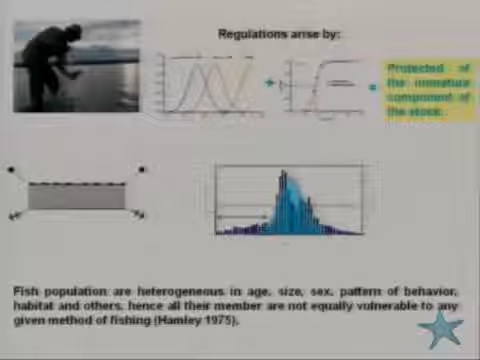 Regulations arise by:
Protected of
the immature
component of
the stock.
Fish population are heterogeneous in age, size, sex, pattern of behavior,
habitat and others, hence all their member are not equally vulnerable to any
given method of fishing (Hamley 1975).